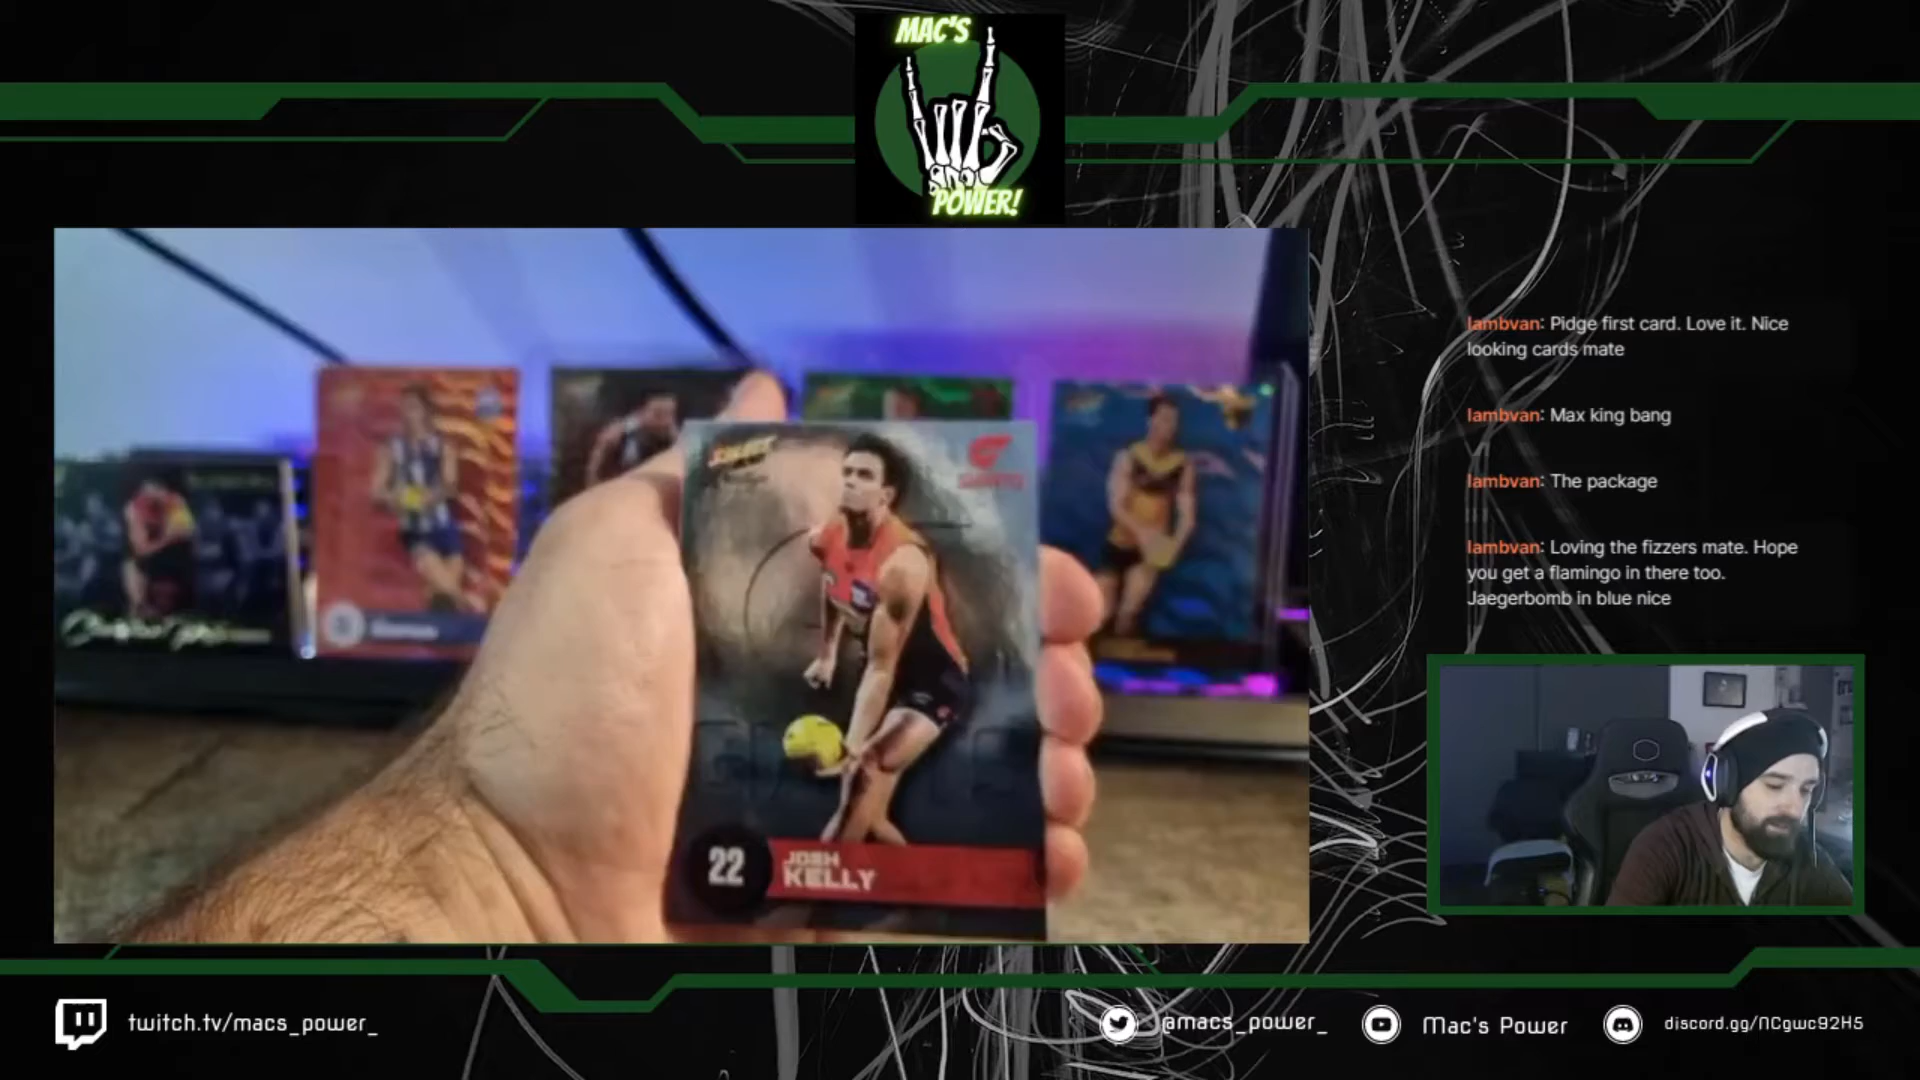 MAC'S
POWER!
lambvan: Pidge first card. Love it. Nice
looking cards mate
lambvan: Max king bang
lambvan: The package
lambvan: Loving the fizzers mate. Hope
you get a flamingo in there too.
Jaegerbomb in blue nice
GIANTS
22
JOSH
KELLY
twitch.tv/macs_power_
@macs_power_
Mac's Power
discord.gg/NCgwc92H5